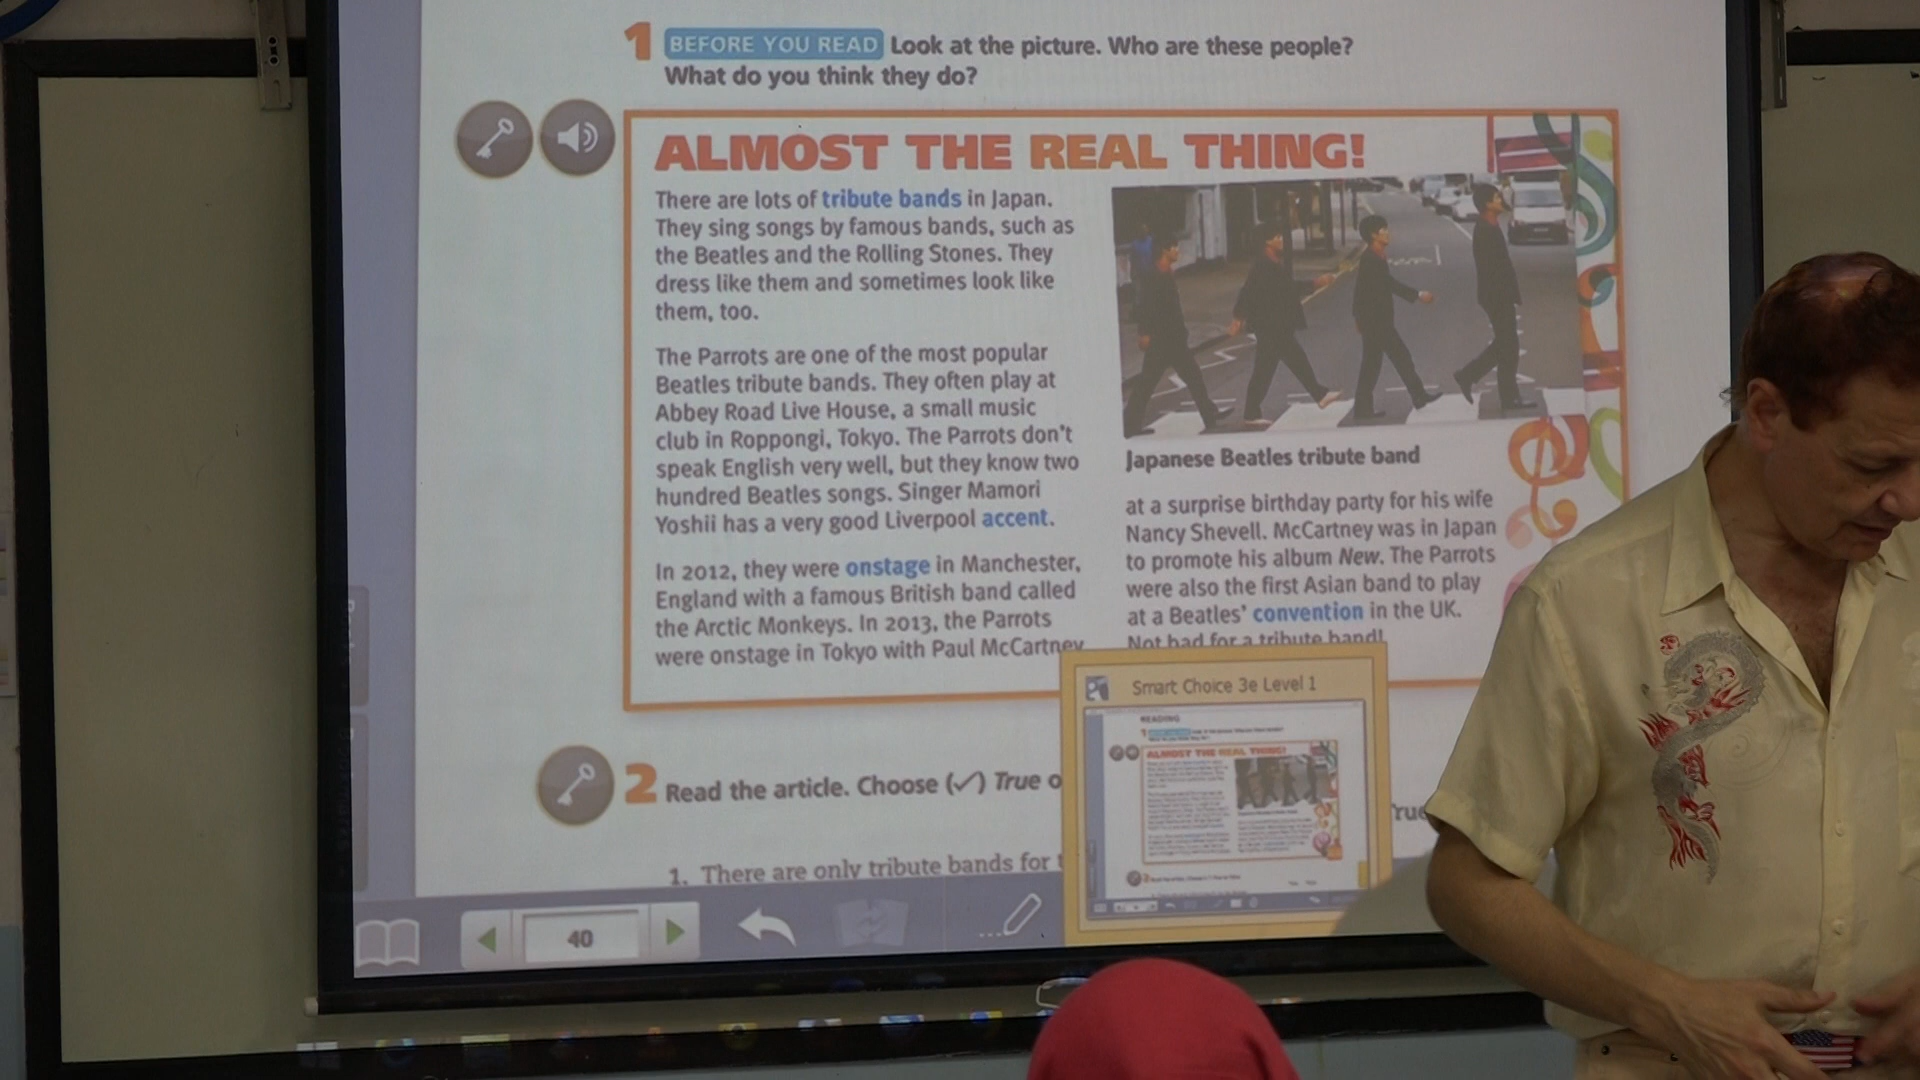 1 BEFORE YOU READ Look at the picture. Who are these people?
What do you think they do?
ALMOST THE REAL THING!
There are lots of tribute bands in Japan.
They sing songs by famous bands, such as
the Beatles and the Rolling Stones. They
dress like them and sometimes look like
them, too.
The Parrots are one of the most popular
Beatles tribute bands. They often play at
Abbey Road Live House, a small music
club in Roppongi, Tokyo. The Parrots don't
speak English very well, but they know two
hundred Beatles songs. Singer Mamori
Yoshii has a very good Liverpool accent.
In 2012, they were onstage in Manchester,
England with a famous British band called
the Arctic Monkeys. In 2013, the Parrots
were onstage in Tokyo with Paul McCartney
Japanese Beatles tribute band
at a surprise birthday party for his wife
Nancy Shevell. McCartney was in Japan
to promote his album New. The Parrots
were also the first Asian band to play
at a Beatles' convention in the UK.
Not bad for a tribute band!
Smart Choice 3e Level 1
READING
ALMOST THE REAL THING!
2 Read the article. Choose (✓) True o
True
1. There are only tribute bands for t
40